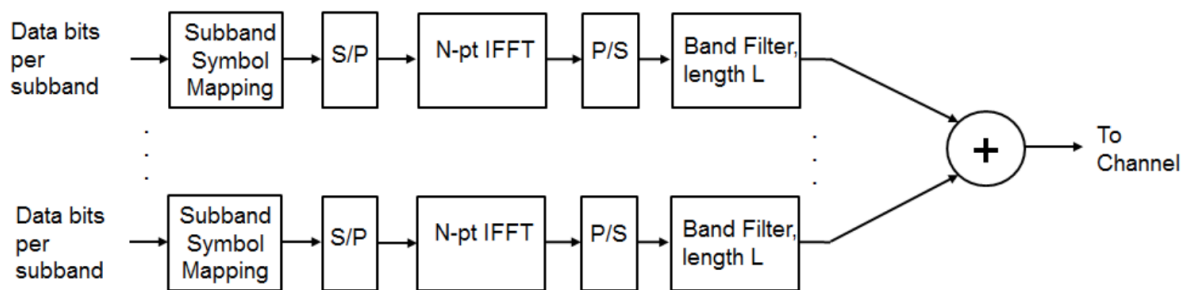 Data bits
per
subband
Subband
Symbol
Mapping
S/P
N-pt IFFT
P/S
Band Filter,
length L
+
To
Channel
Data bits
per
subband
Subband
Symbol
Mapping
S/P
N-pt IFFT
P/S
Band Filter,
length L